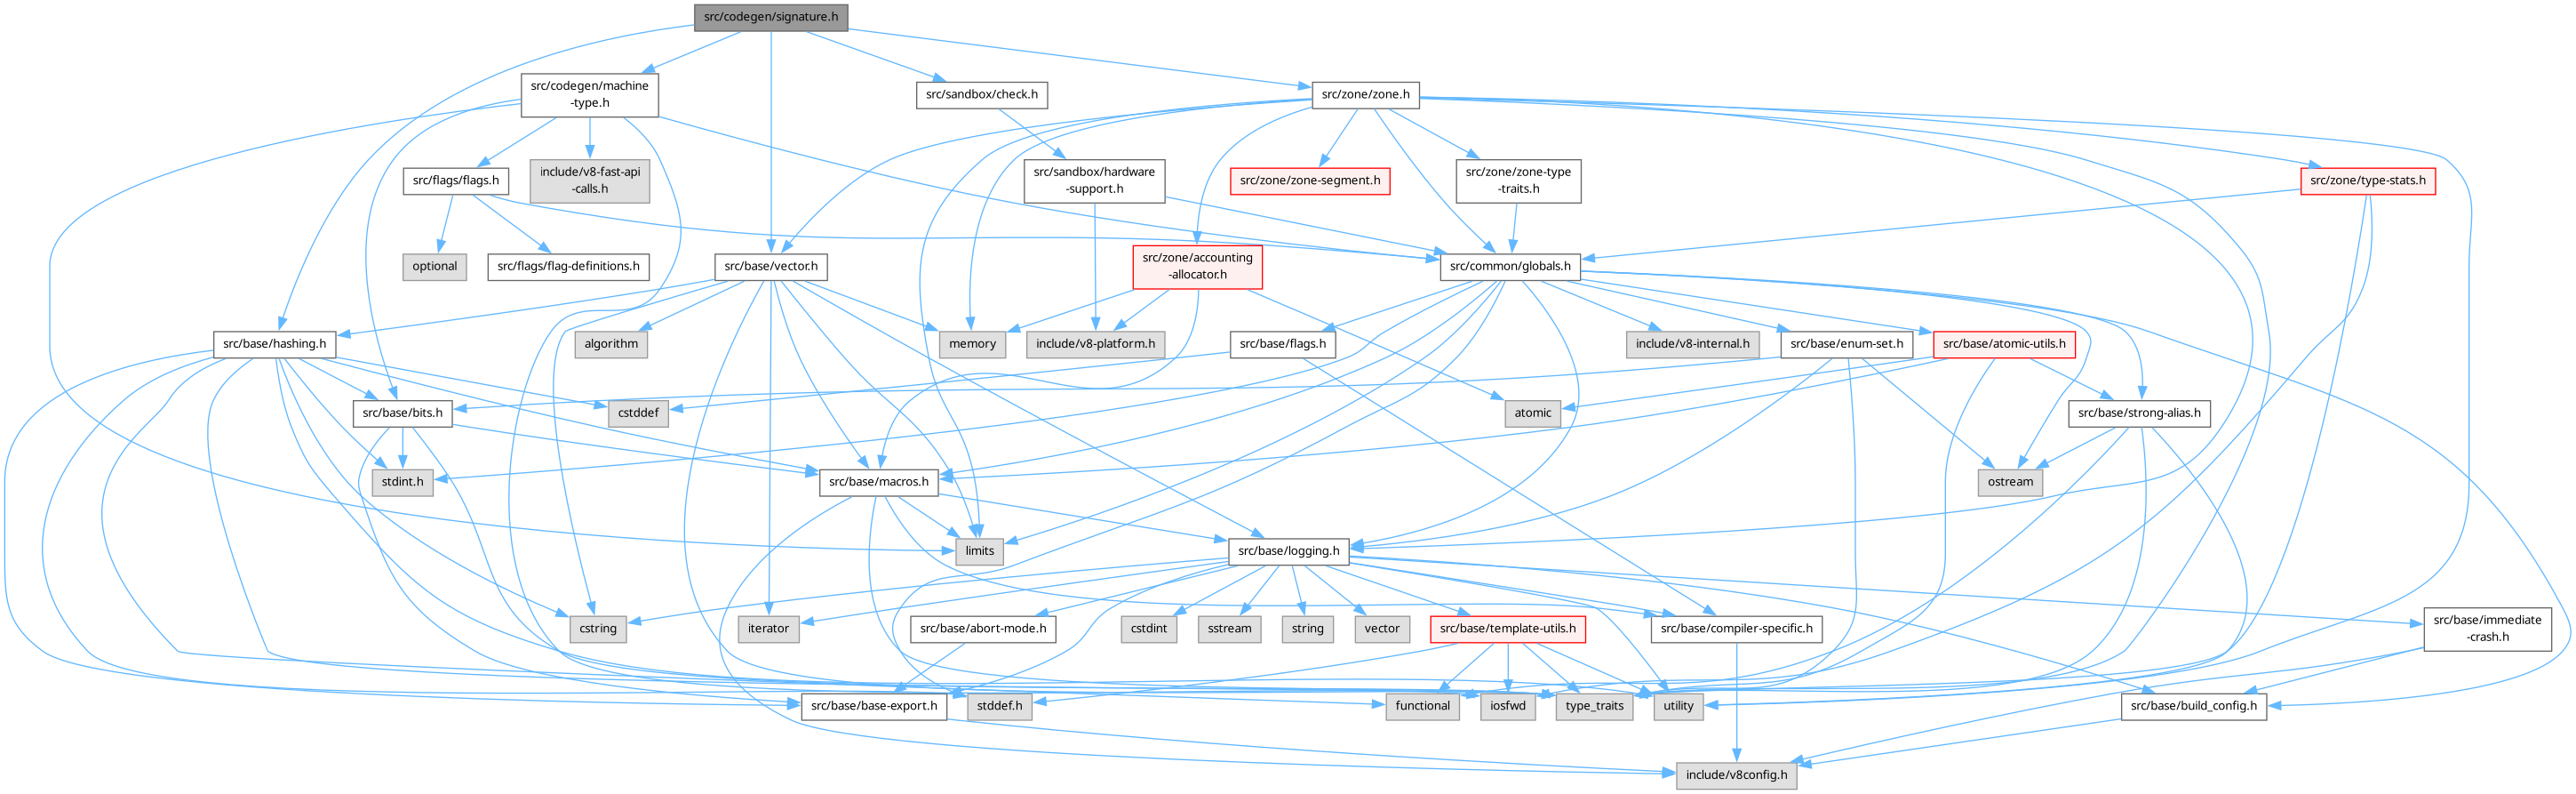 src/codegen/signature.h
src/codegen/machine
-type.h
src/sandbox/check.h
src/zone/zone.h
src/flags/flags.h
include/v8-fast-api
-calls.h
src/sandbox/hardware
-support.h
src/zone/zone-segment.h
src/zone/zone-type
-traits.h
src/zone/type-stats.h
optional
src/flags/flag-definitions.h
src/base/vector.h
src/zone/accounting
-allocator.h
src/common/globals.h
src/base/hashing.h
algorithm
memory
include/v8-platform.h
src/base/flags.h
include/v8-internal.h
src/base/enum-set.h
src/base/atomic-utils.h
src/base/bits.h
cstddef
atomic
src/base/strong-alias.h
stdint.h
src/base/macros.h
ostream
limits
src/base/logging.h
cstring
iterator
src/base/abort-mode.h
cstdint
sstream
string
vector
src/base/template-utils.h
src/base/compiler-specific.h
src/base/immediate
-crash.h
src/base/base-export.h
stddef.h
functional
iosfwd
type_traits
utility
src/base/build_config.h
include/v8config.h